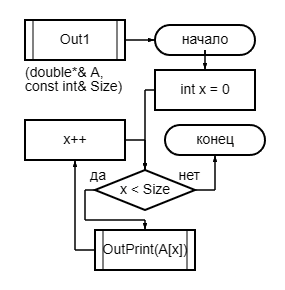 Out1
начало
(double*& A,
const int& Size)
int x = 0
x++
конец
да
нет
x < Size
OutPrint(A[x])